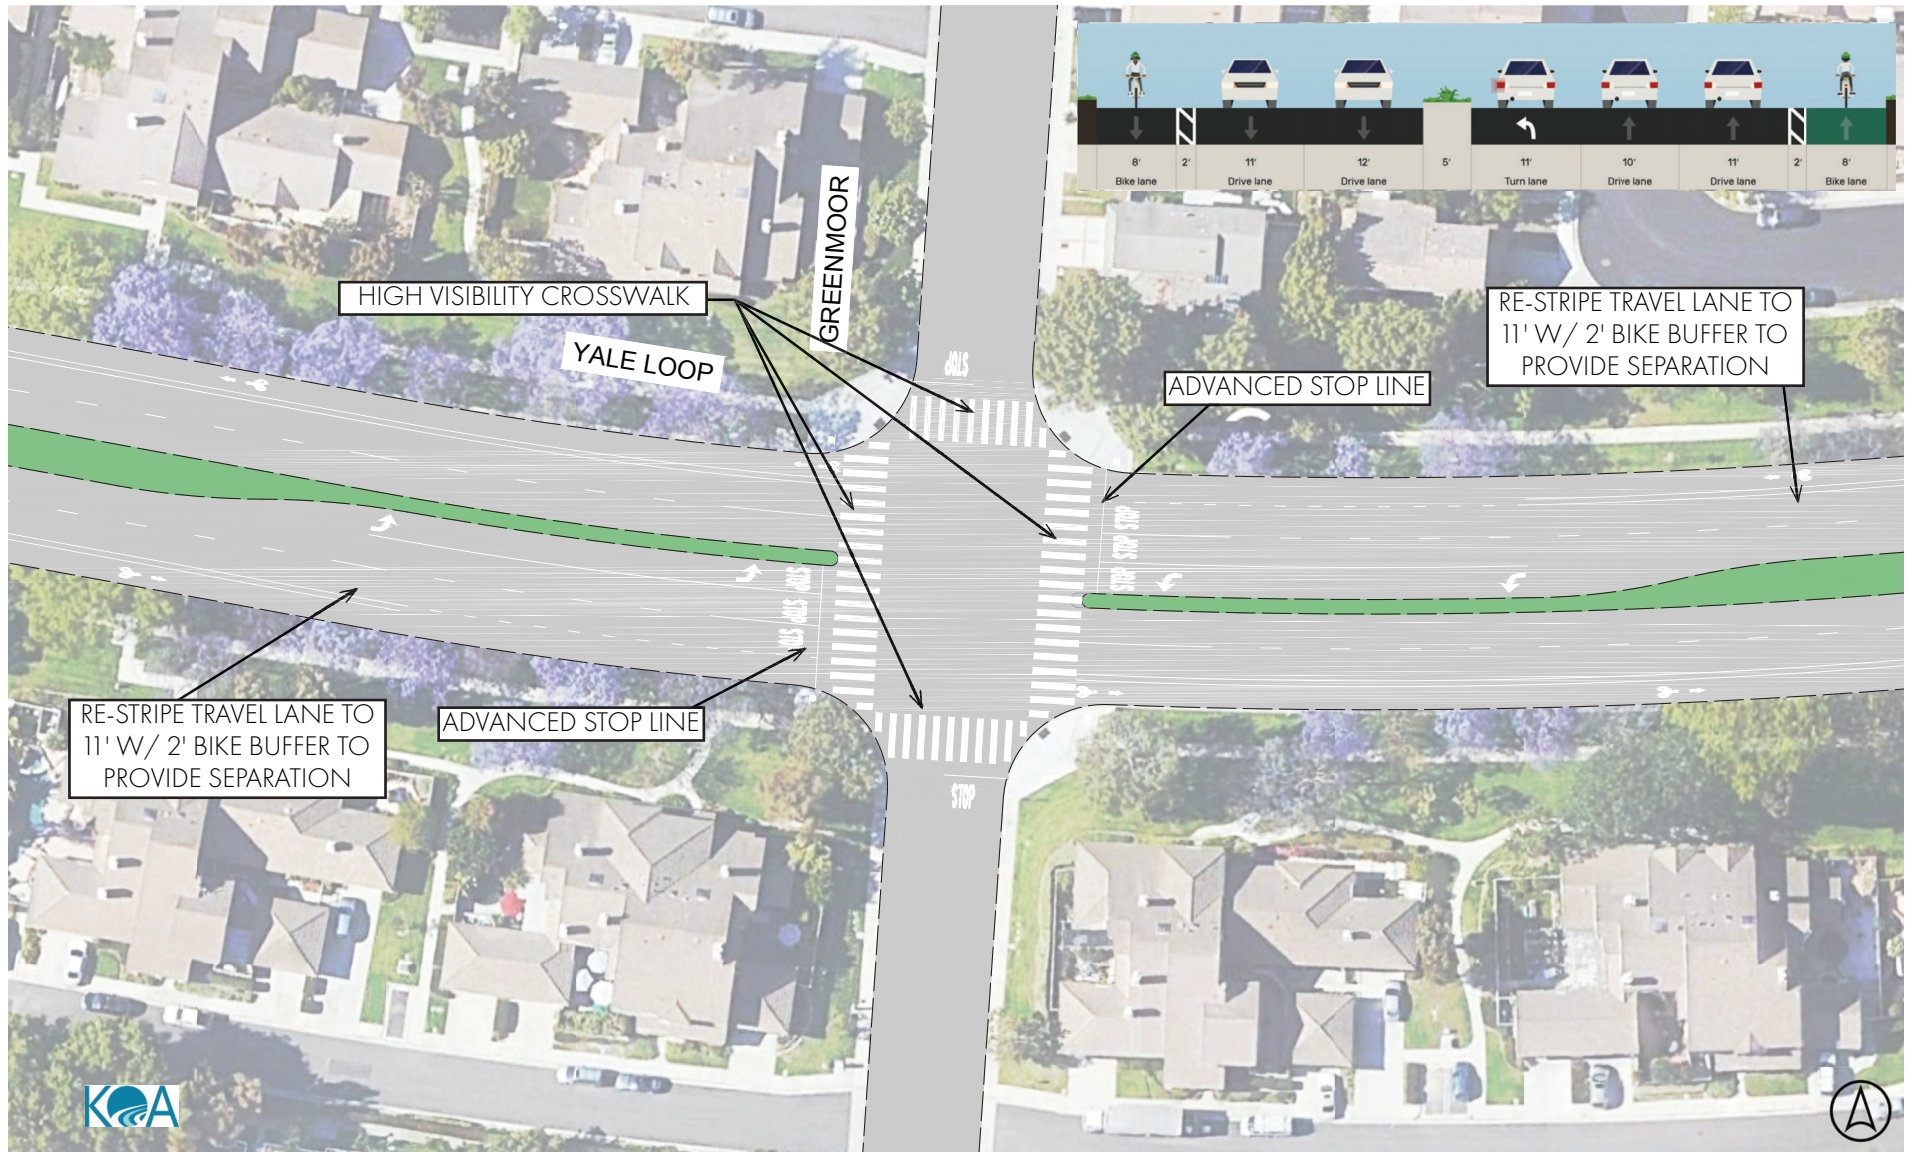 8'
2'
11'
12'
5'
11'
10'
11'
2'
8'
Bike lane
Drive lane
Drive lane
Turn lane
Drive lane
Drive lane
Bike lane
GREENMOOR
HIGH VISIBILITY CROSSWALK
YALE LOOP
RE-STRIPE TRAVEL LANE TO
11' W/ 2' BIKE BUFFER TO
PROVIDE SEPARATION
ADVANCED STOP LINE
STOP
STOP
STOP
STOP
STOP
STOP
STOP
RE-STRIPE TRAVEL LANE TO
11' W/ 2' BIKE BUFFER TO
PROVIDE SEPARATION
ADVANCED STOP LINE
STOP
KOA